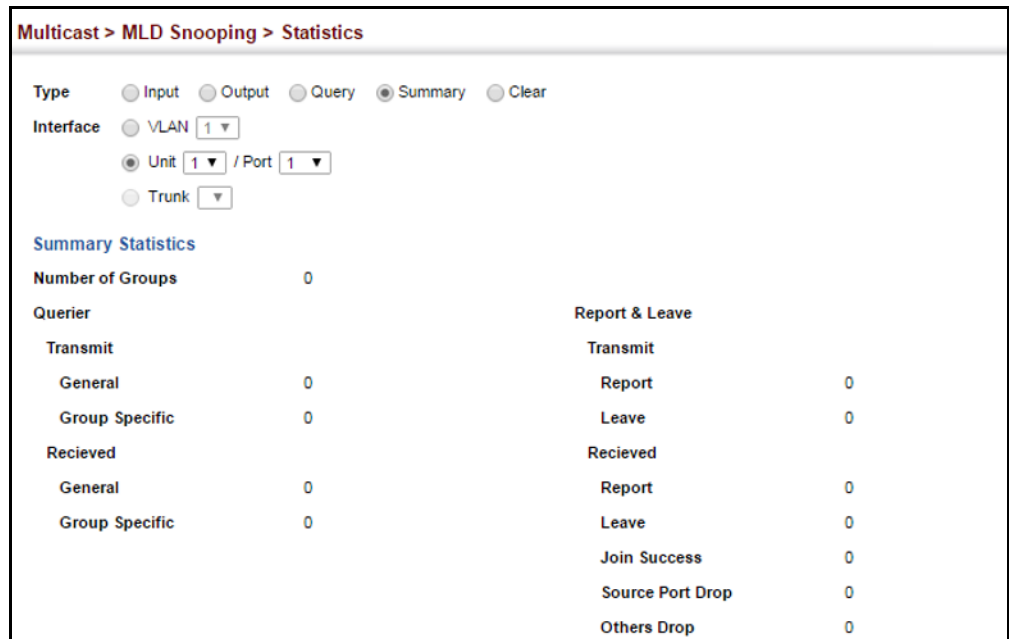 Multicast > MLD Snooping > Statistics
Type Input Output Query Summary Clear
Interface VLAN 1
Unit 1 / Port 1
Trunk
Summary Statistics
Number of Groups 0
Querier Report & Leave
Transmit Transmit
General 0 Report 0
Group Specific 0 Leave 0
Recieved Recieved
General 0 Report 0
Group Specific 0 Leave 0
Join Success 0
Source Port Drop 0
Others Drop 0